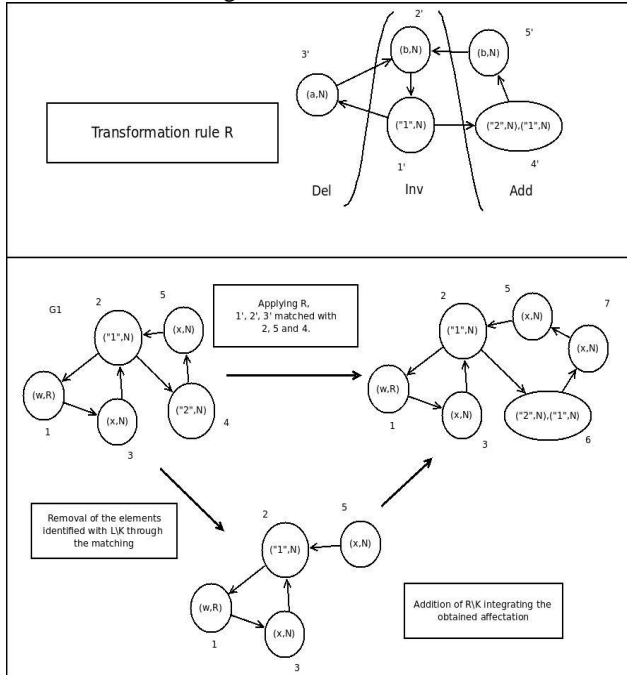 2'
5'
(b,N)
(b,N)
3'
(a,N)
Transformation rule R
("1",N)
("2",N),("1",N)
1'
4'
Del
Inv
Add
G1
2
5
("1",N)
(x,N)
(w,R)
(x,N)
("2",N)
1
3
4
Applying R,
1', 2', 3' matched with
2, 5 and 4.
2
5
7
("1",N)
(x,N)
(x,N)
(w,R)
(x,N)
("2",N),("1",N)
1
3
6
Removal of the elements
identified with L\K through
the matching
2
5
("1",N)
(x,N)
(w,R)
(x,N)
1
3
Addition of R\K integrating the
obtained affectation